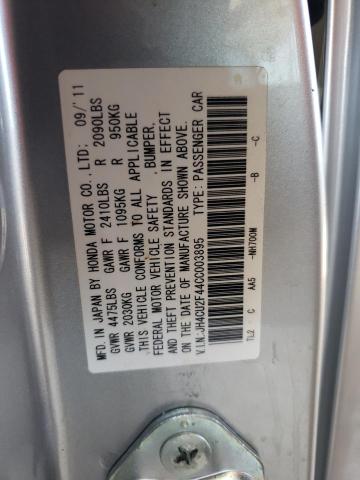 MFD. IN JAPAN BY HONDA MOTOR CO.,LTD: 09/'11
GVWR 4475LBS GAWR F 2410LBS R 2090LBS
GVWR 2030KG GAWR F 1095KG R 950KG
THIS VEHICLE CONFORMS TO ALL APPLICABLE
FEDERAL MOTOR VEHICLE SAFETY ,BUMPER,
AND THEFT PREVENTION STANDARDS IN EFFECT
ON THE DATE OF MANUFACTURE SHOWN ABOVE.
V.I.N.:JH4CU2F44CC003895 TYPE: PASSENGER CAR
TL2 C AA5 -NH700M -B -C